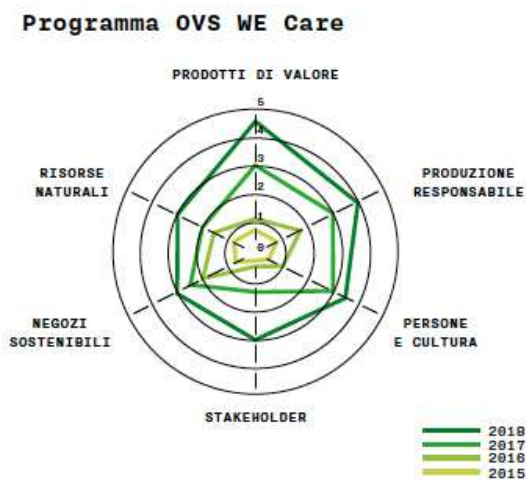 Programma OVS WE Care
PRODOTTI DI VALORE
5
4
3
2
1
0
RISORSE
NATURALI
PRODUZIONE
RESPONSABILE
NEGOZI
SOSTENIBILI
PERSONE
E CULTURA
STAKEHOLDER
2018
2017
2016
2015